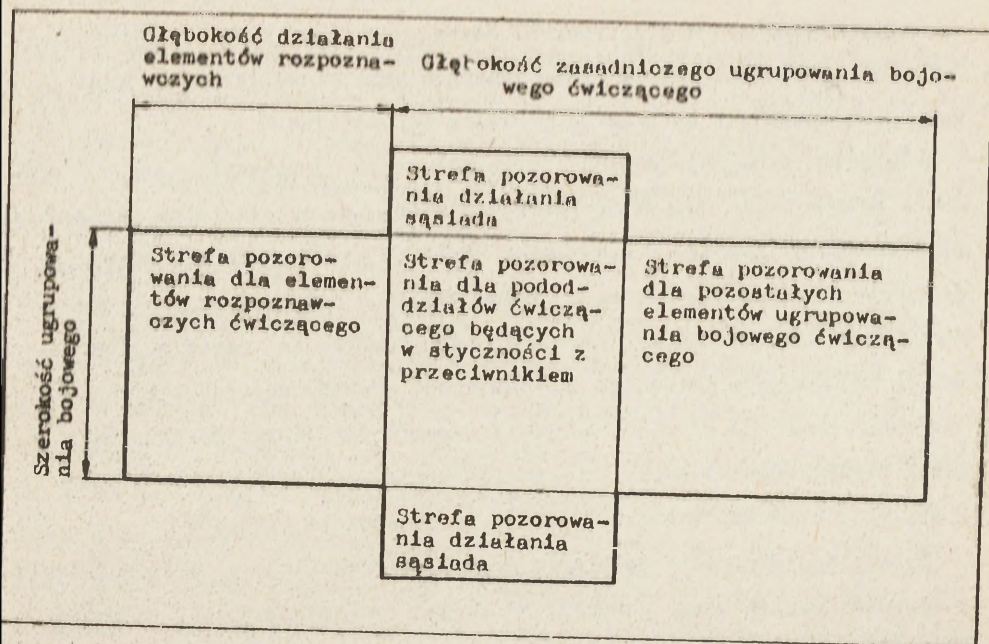 Głębokość działania
elementów rozpozna-
wczych
Głębokość zasadniczego ugrupowania bojo-
wego ćwiczącego
Strefa pozorowa-
nia działania
sąsiada
Szerokość ugrupowa-
nia bojowego
Strefa pozoro-
wania dla elemen-
tów rozpoznaw-
czych ćwiczącego
Strefa pozorowa-
nia dla podod-
działów ćwiczą-
cego będących
w styczności z
przeciwnikiem
Strefa pozorowania
dla pozostałych
elementów ugrupowa-
nia bojowego ćwiczą-
cego
Strefa pozorowa-
nia działania
sąsiada